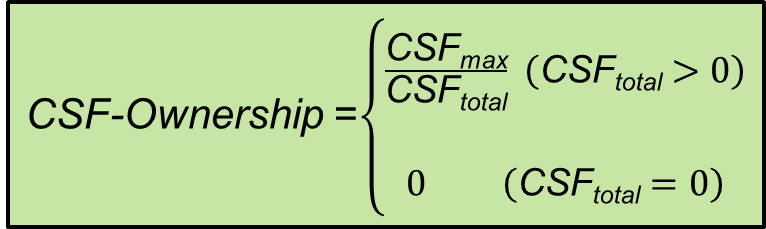 CSF-Ownership = { CSF_max / CSF_total (CSF_total > 0)
0 (CSF_total = 0)